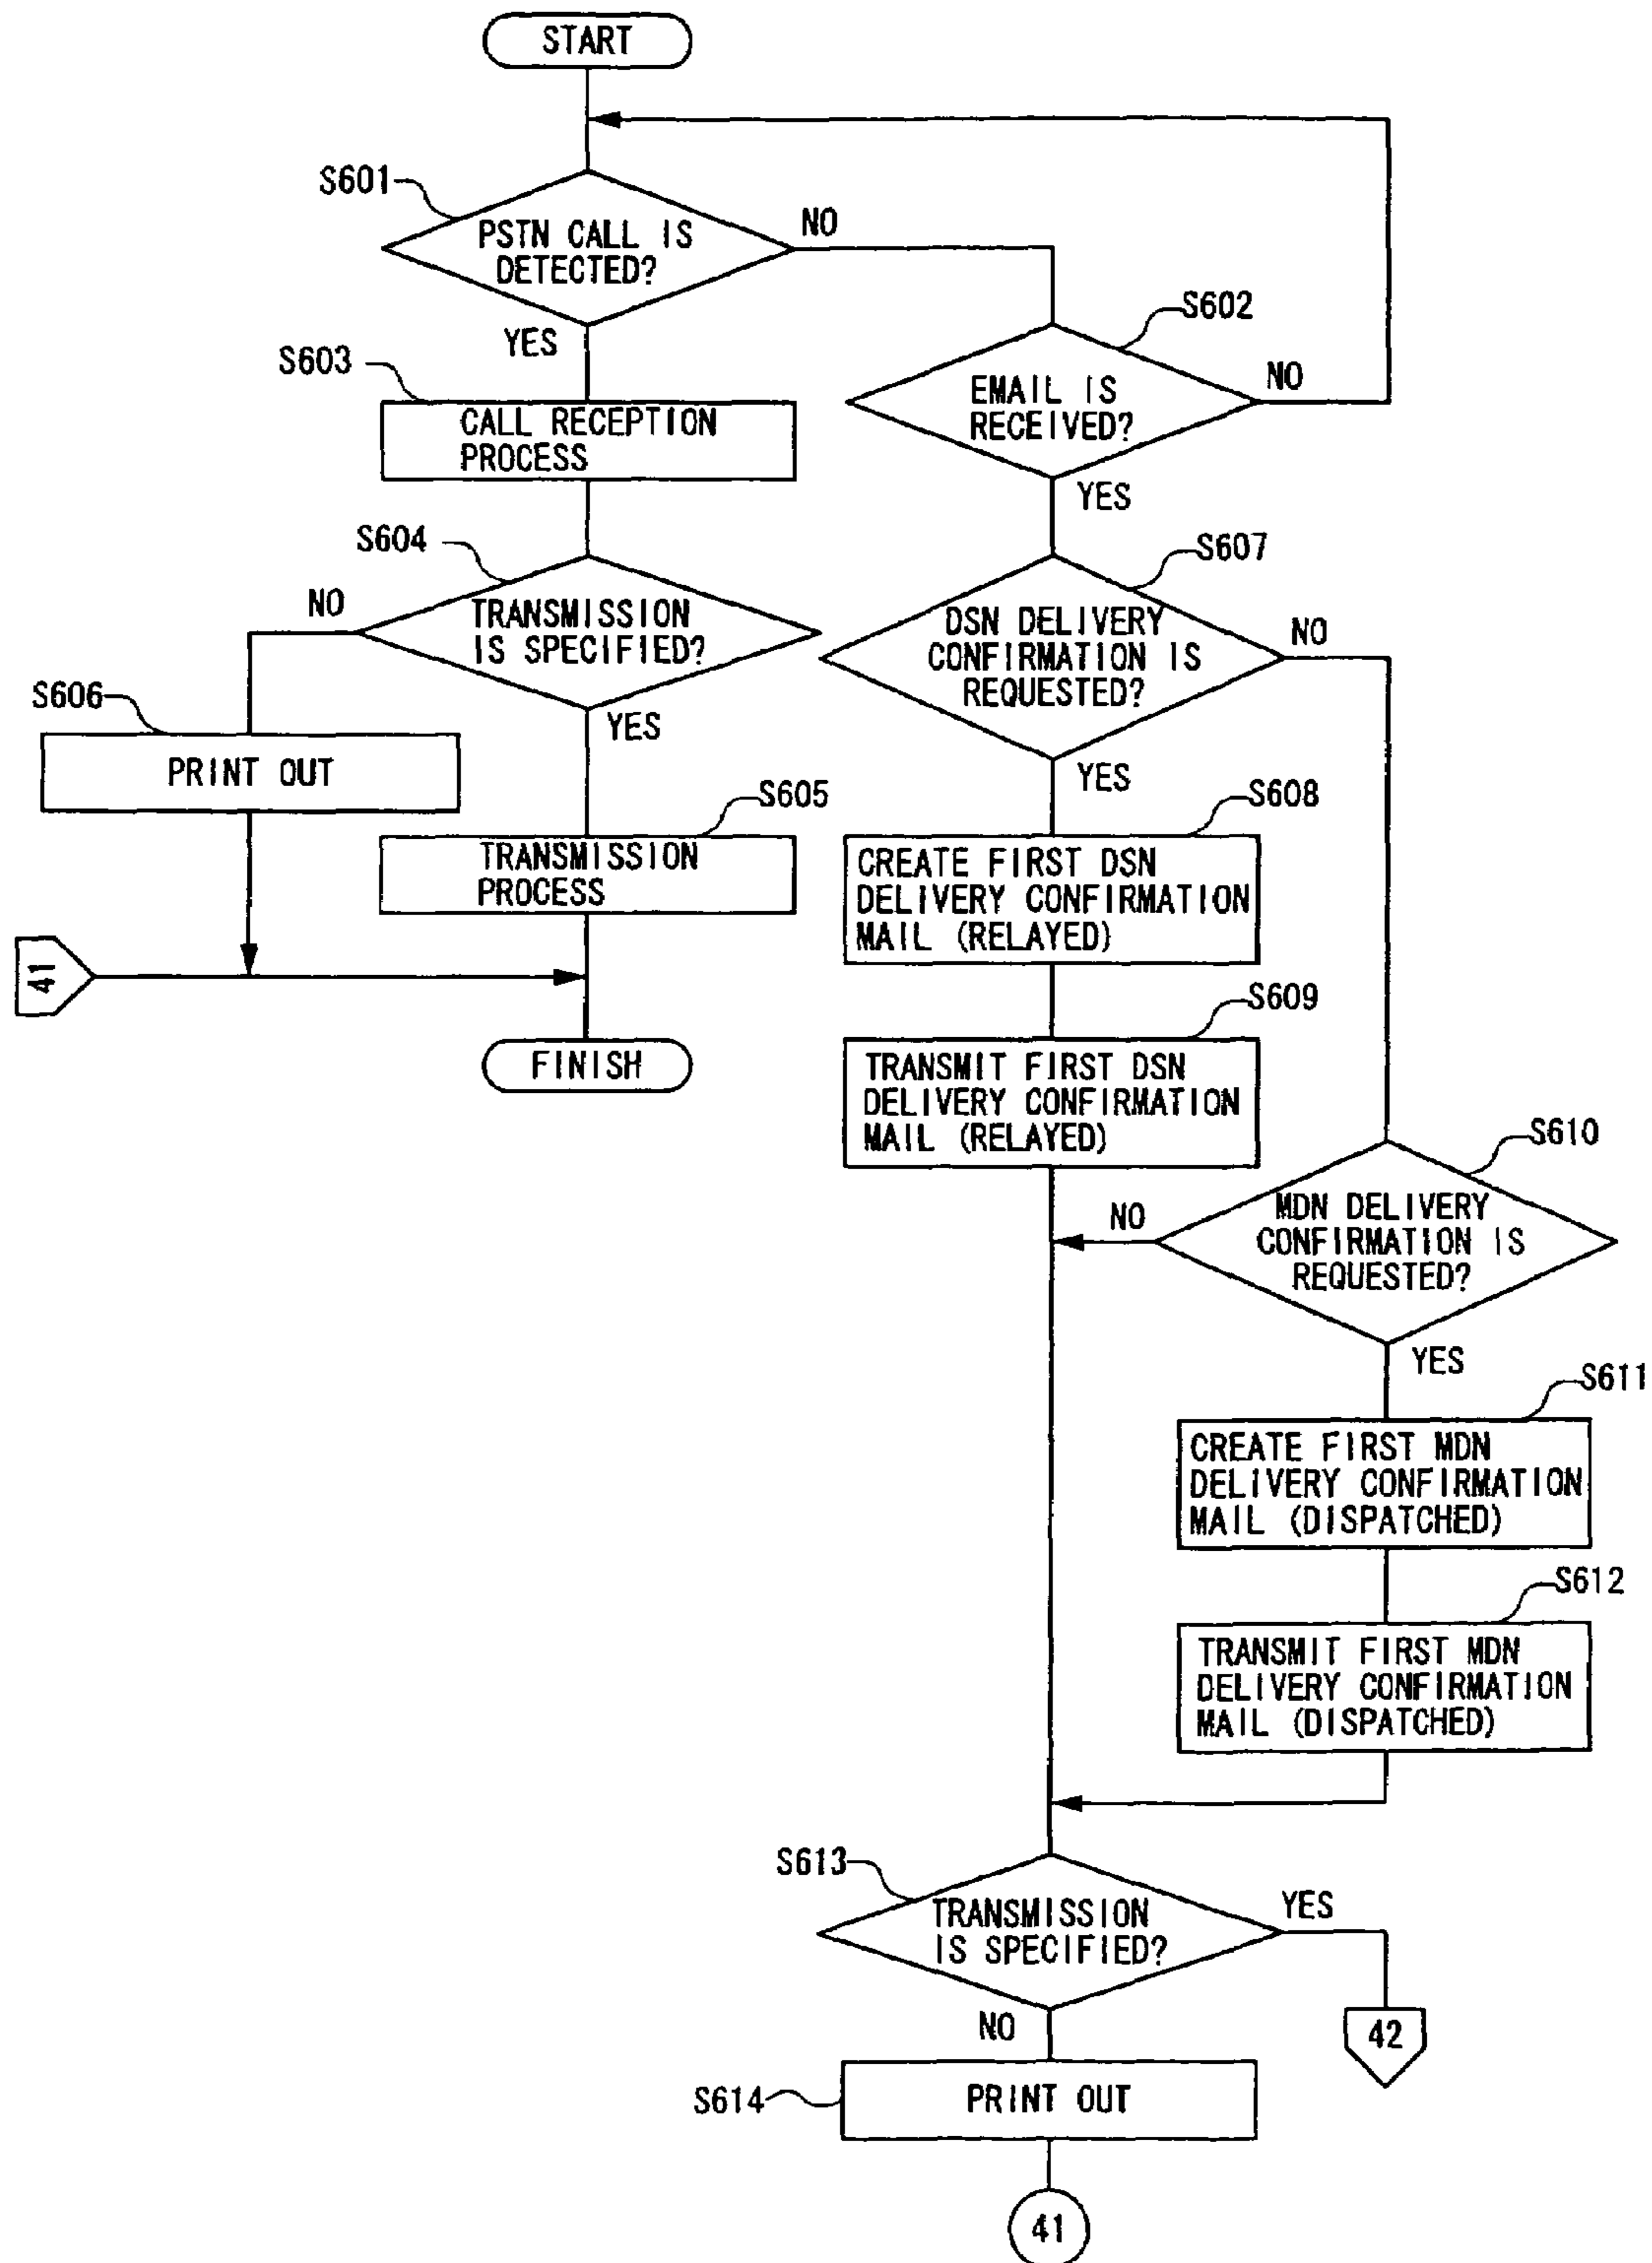 START
S601
PSTN CALL IS
DETECTED?
NO
YES
S602
EMAIL IS
RECEIVED?
NO
YES
S603
CALL RECEPTION
PROCESS
S604
NO
TRANSMISSION
IS SPECIFIED?
YES
S607
DSN DELIVERY
CONFIRMATION IS
REQUESTED?
NO
YES
S606
PRINT OUT
S605
TRANSMISSION
PROCESS
S608
CREATE FIRST DSN
DELIVERY CONFIRMATION
MAIL (RELAYED)
41
FINISH
S609
TRANSMIT FIRST DSN
DELIVERY CONFIRMATION
MAIL (RELAYED)
S610
NO
MDN DELIVERY
CONFIRMATION IS
REQUESTED?
YES
S611
CREATE FIRST MDN
DELIVERY CONFIRMATION
MAIL (DISPATCHED)
S612
TRANSMIT FIRST MDN
DELIVERY CONFIRMATION
MAIL (DISPATCHED)
S613
TRANSMISSION
IS SPECIFIED?
YES
NO
42
S614
PRINT OUT
41